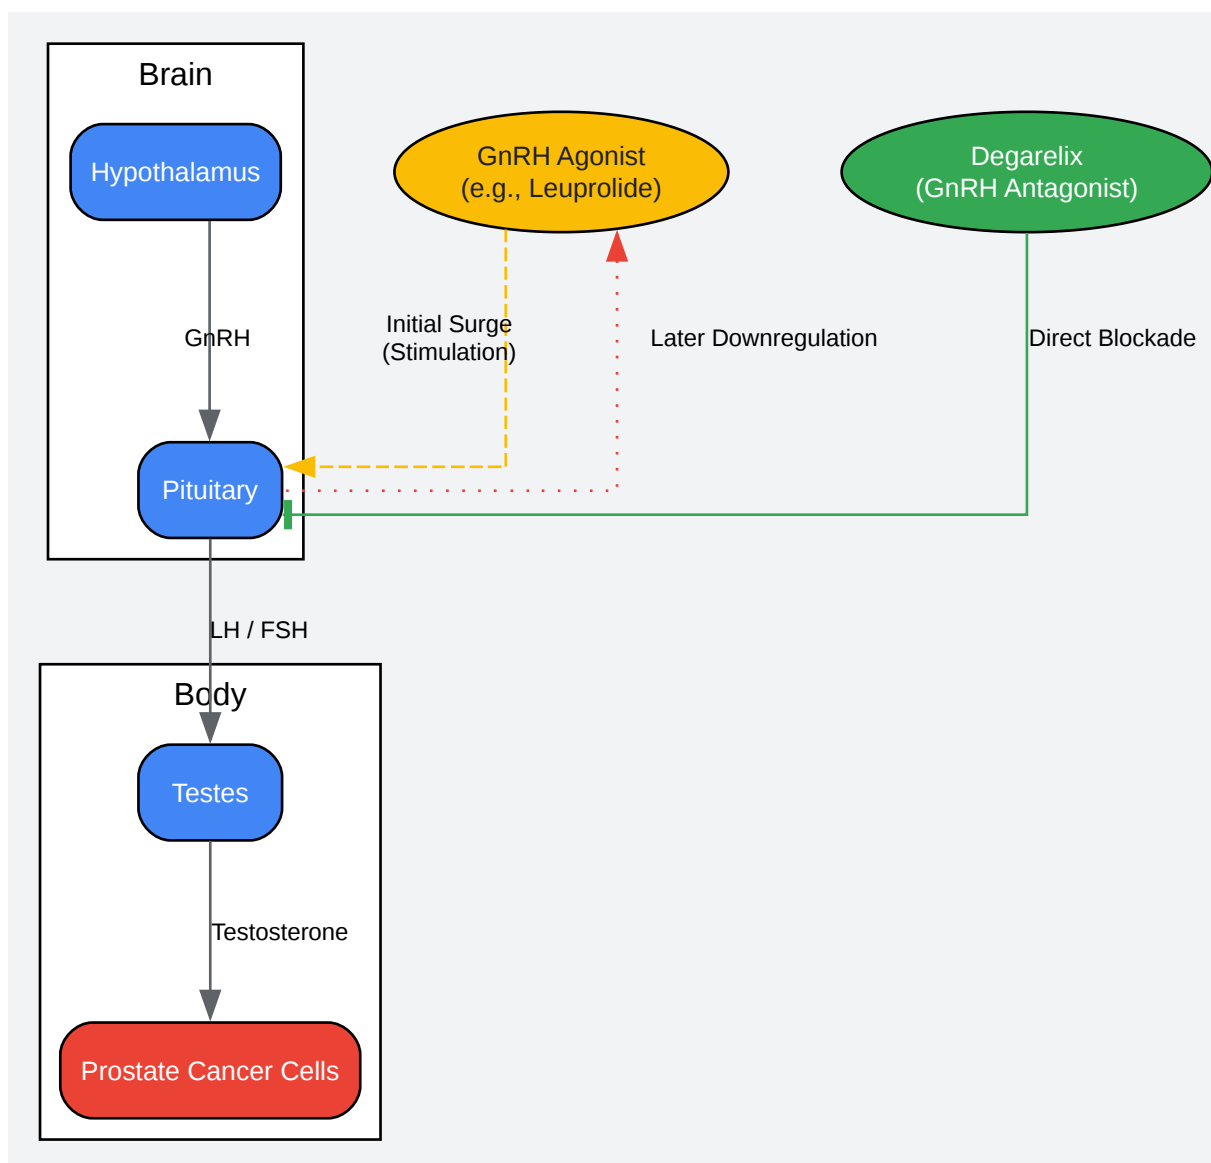 Brain
Hypothalamus
GnRH Agonist
(e.g., Leuprolide)
Degarelix
(GnRH Antagonist)
GnRH
Initial Surge
(Stimulation)
Later Downregulation
Direct Blockade
Pituitary
LH / FSH
Body
Testes
Testosterone
Prostate Cancer Cells